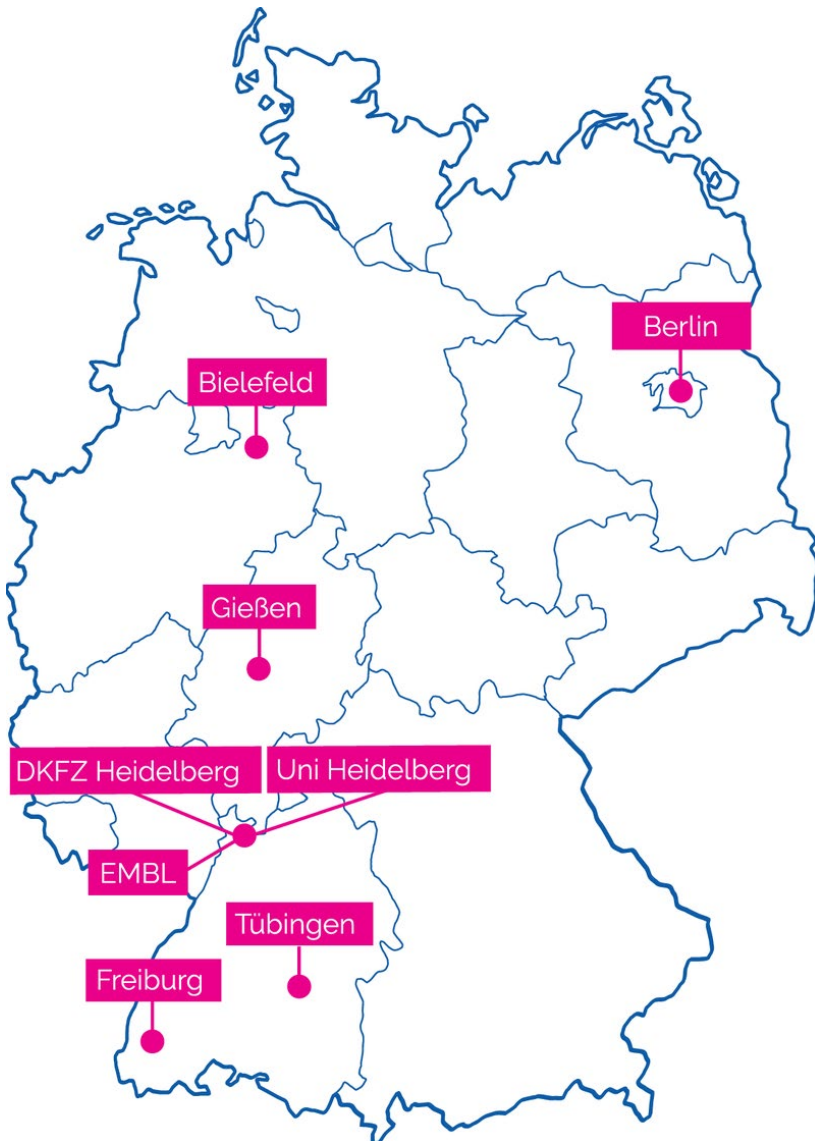 Berlin
Bielefeld
Gießen
DKFZ Heidelberg
Uni Heidelberg
EMBL
Tübingen
Freiburg